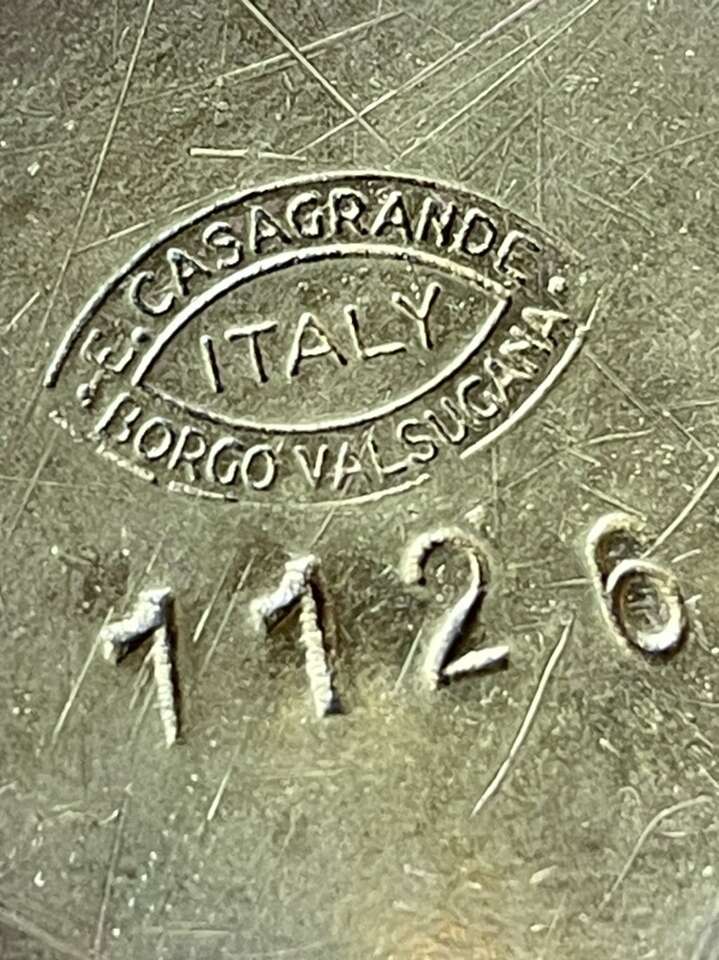 · E. CASAGRANDE ·
ITALY
BORGO VALSUGANA
1126